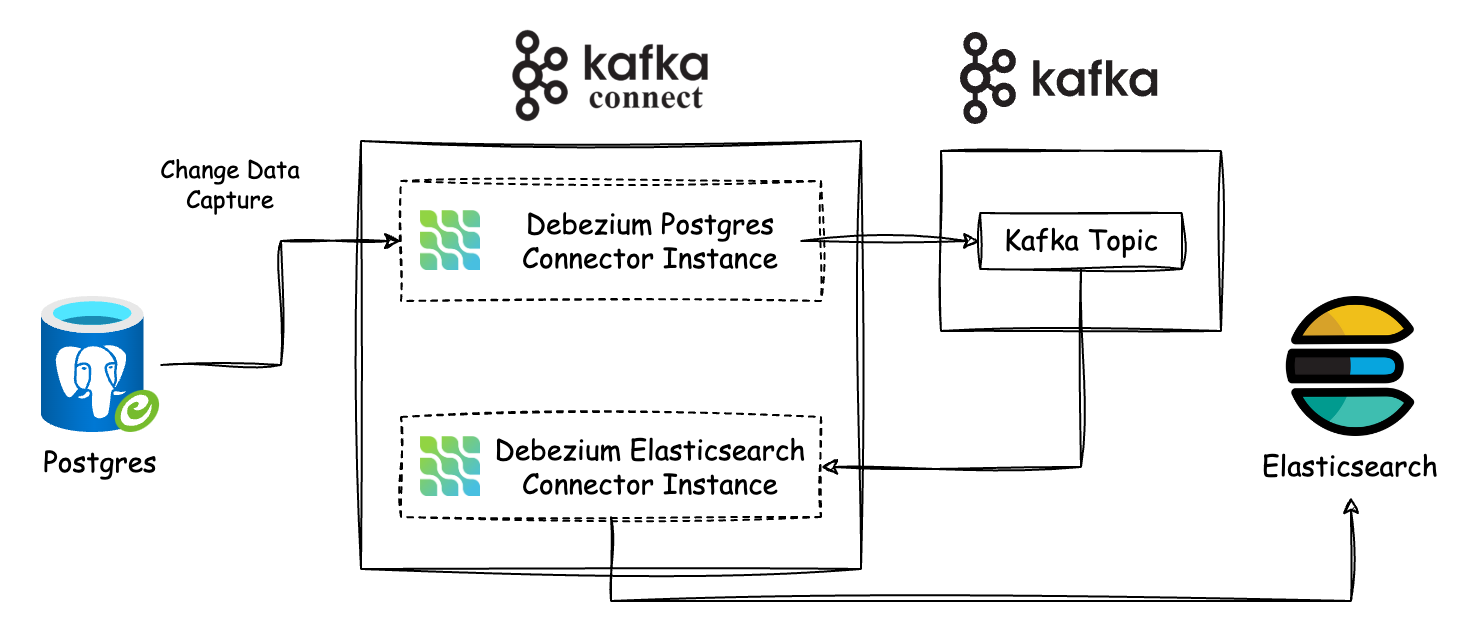 kafka
connect
kafka
Change Data
Capture
Debezium Postgres
Connector Instance
Kafka Topic
Debezium Elasticsearch
Connector Instance
Postgres
Elasticsearch